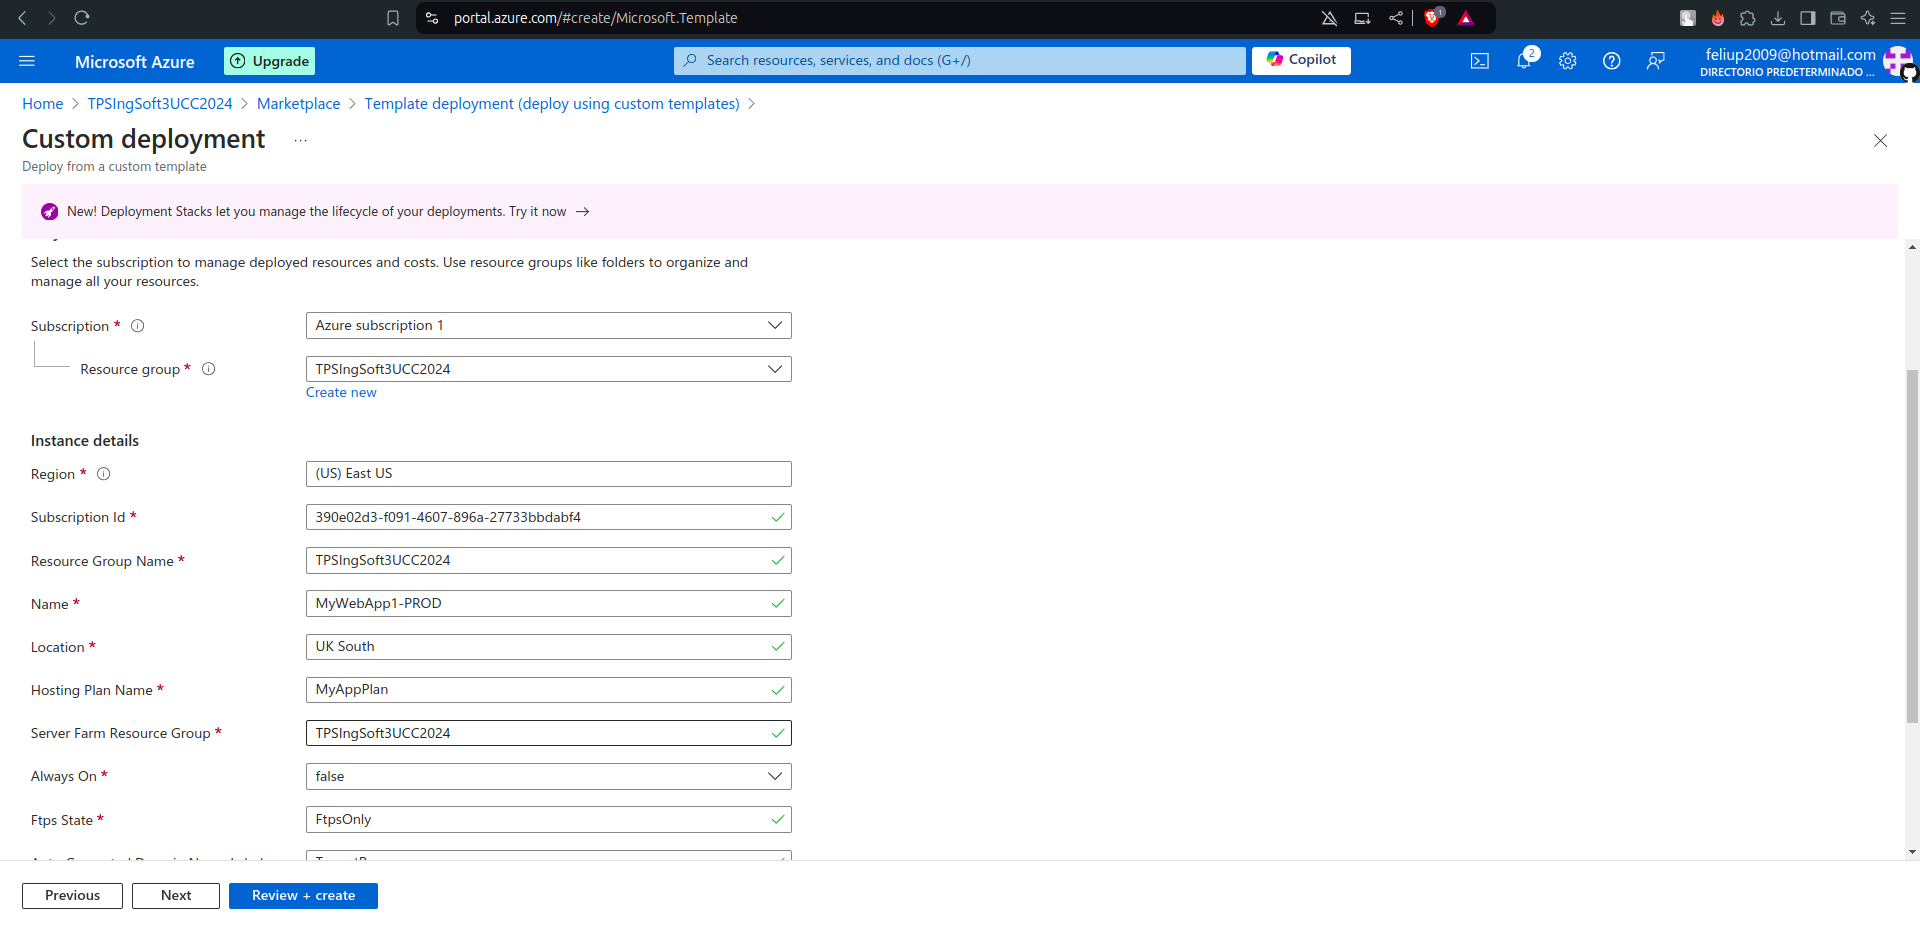 portal.azure.com/#create/Microsoft.Template
1
Microsoft Azure
Upgrade
Search resources, services, and docs (G+/)
Copilot
2
feliup2009@hotmail.com
DIRECTORIO PREDETERMINADO ...
Home > TPSIngSoft3UCC2024 > Marketplace > Template deployment (deploy using custom templates) >
Custom deployment ...
Deploy from a custom template
New! Deployment Stacks let you manage the lifecycle of your deployments. Try it now →
Select the subscription to manage deployed resources and costs. Use resource groups like folders to organize and
manage all your resources.
Subscription * Azure subscription 1
Resource group * TPSIngSoft3UCC2024
Create new
Instance details
Region * (US) East US
Subscription Id * 390e02d3-f091-4607-896a-27733bbdabf4
Resource Group Name * TPSIngSoft3UCC2024
Name * MyWebApp1-PROD
Location * UK South
Hosting Plan Name * MyAppPlan
Server Farm Resource Group * TPSIngSoft3UCC2024
Always On * false
Ftps State * FtpsOnly
Previous
Next
Review + create